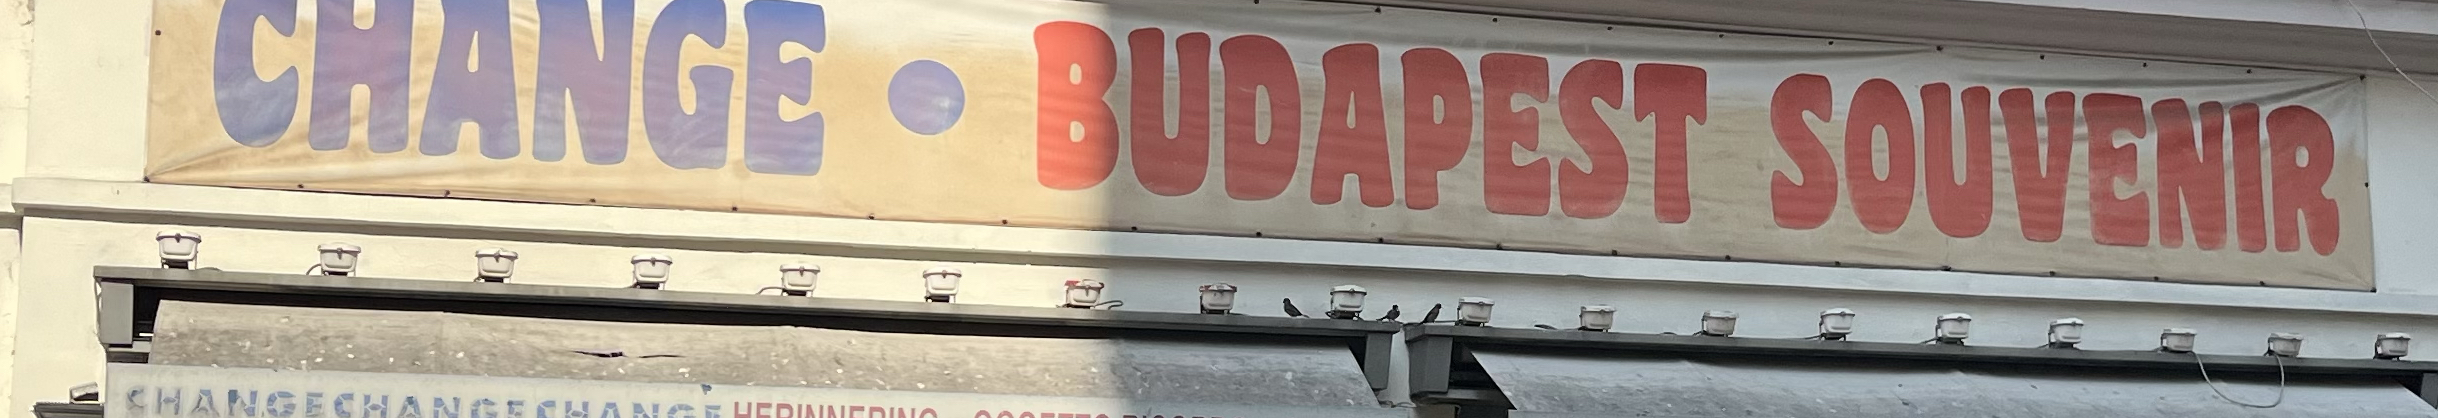 CHANGE • BUDAPEST SOUVENIR
CHANGECHANGECHANGE HERINNERING